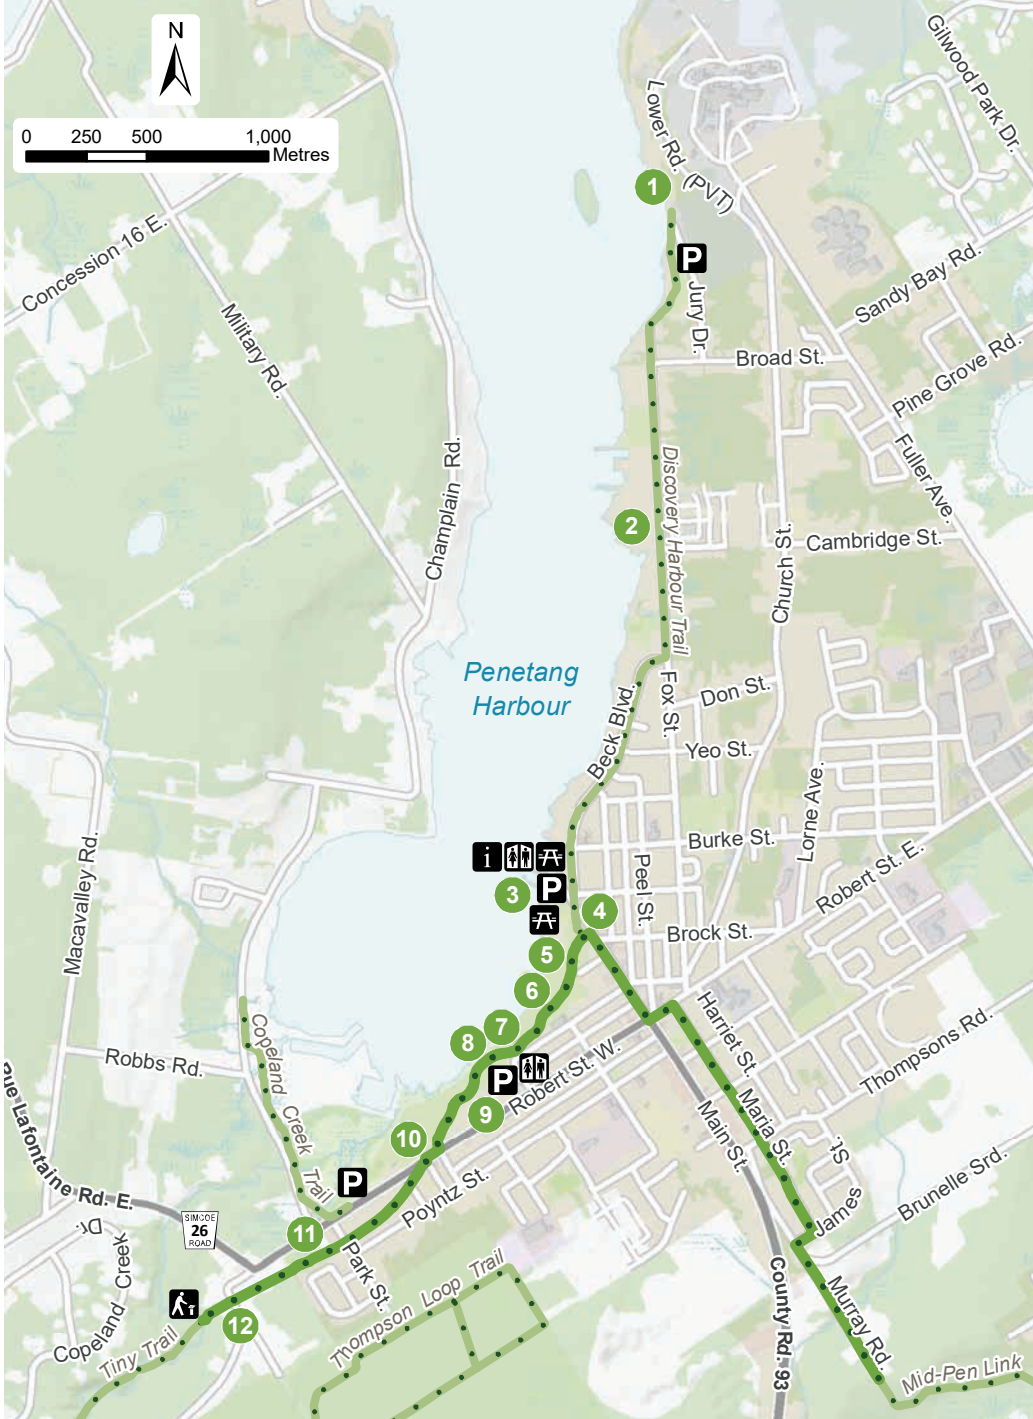 N
0 250 500 1,000
Metres
Gilwood Park Dr.
Lower Rd. (PVT)
1
P
Jury Dr.
Sandy Bay Rd.
Concession 16 E.
Military Rd.
Broad St.
Pine Grove Rd.
Fuller Ave.
Champlain Rd.
Discovery Harbour Trail
2
Cambridge St.
Church St.
Penetang
Harbour
Fox St.
Don St.
Beck Blvd.
Yeo St.
Lorne Ave.
Burke St.
Macavalley Rd.
i
P
3
Peel St.
Robert St. E.
4
Brock St.
5
6
7
8
Harriet St.
Thompsons Rd.
Copeland Creek Trail
Robbs Rd.
P
Robert St. W.
9
10
Main St.
Maria St.
Rue Lafontaine Rd. E.
P
Poyntz St.
James St.
Brunelle Srd.
SIMCOE
26
ROAD
11
Park St.
Copeland Creek Dr.
Thompson Loop Trail
County Rd. 93
Murray Rd.
12
Tiny Trail
Mid-Pen Link